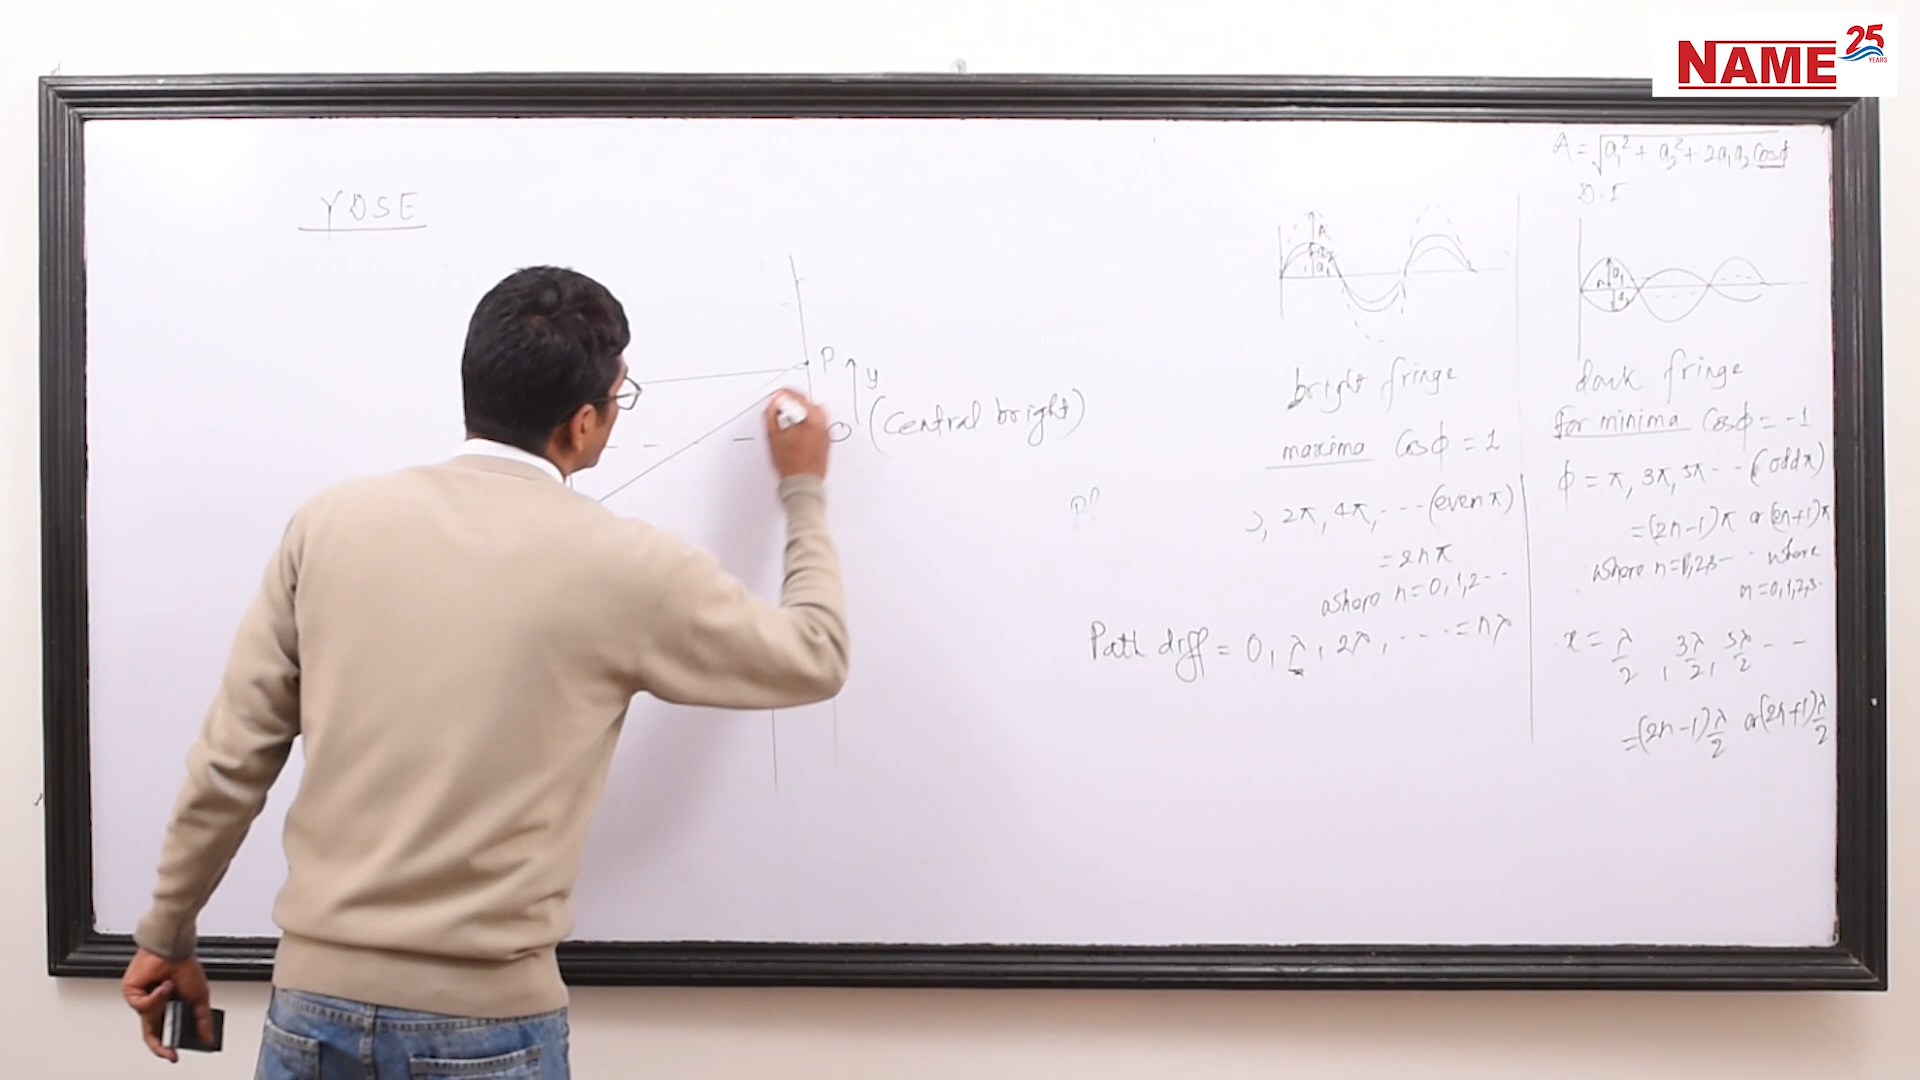 NAME 25
YEARS
YDSE
P
y
O (Central bright)
A = √a₁² + a₂² + 2a₁a₂ cosϕ
D.I
A
a₁
bright fringe
maxima cosϕ = 1
, 2π, 4π, --- (even π)
= 2nπ
where n = 0, 1, 2--
Path diff = 0, λ, 2λ, ---- = nλ
a₁
dark fringe
For minima cosϕ = -1
ϕ = π, 3π, 5π -- (odd π)
= (2n-1)π or (2n+1)π
where n = 1, 2, 3-- where
n = 0, 1, 2, 3.
x = λ/2, 3λ/2, 5λ/2 --
= (2n-1)λ/2 or (2n+1)λ/2